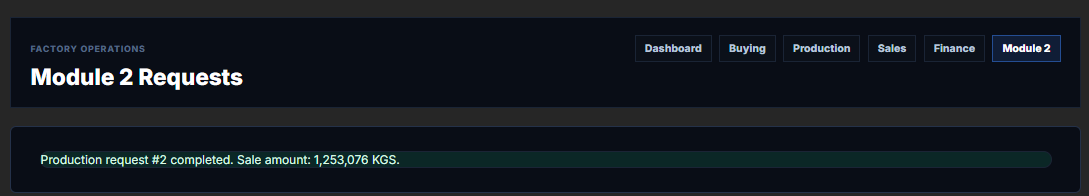 FACTORY OPERATIONS
Module 2 Requests
Dashboard
Buying
Production
Sales
Finance
Module 2
Production request #2 completed. Sale amount: 1,253,076 KGS.